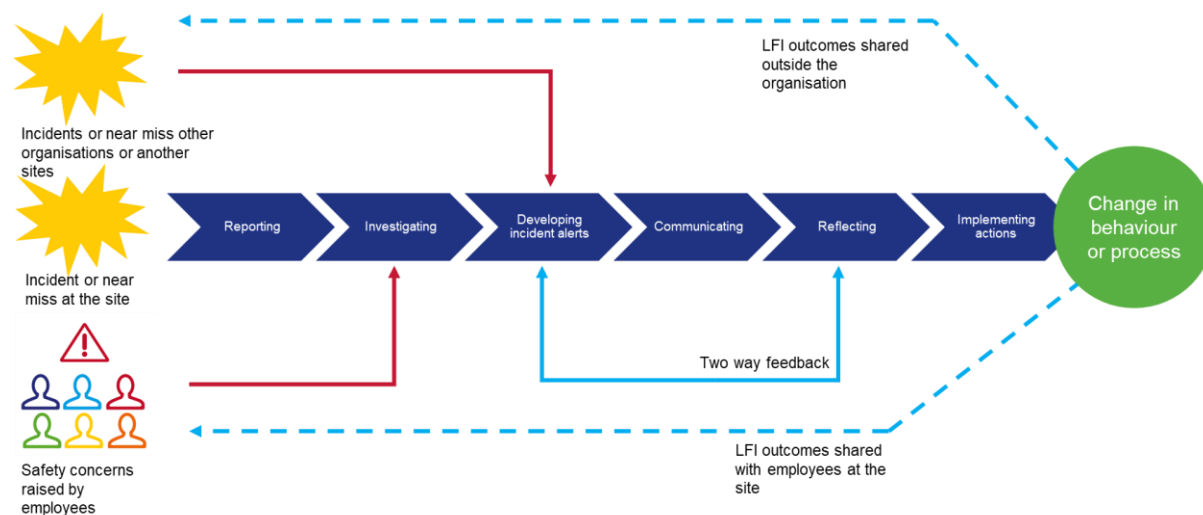 LFI outcomes shared
outside the
organisation
Incidents or near miss other
organisations or another
sites
Reporting
Investigating
Developing
incident alerts
Communicating
Reflecting
Implementing
actions
Change in
behaviour
or process
Incident or near
miss at the site
Two way feedback
Safety concerns
raised by
employees
LFI outcomes shared
with employees at the
site